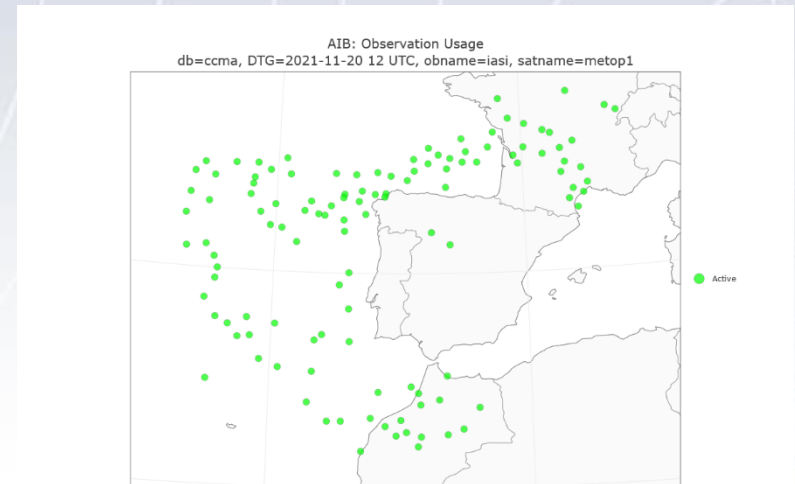 AIB: Observation Usage
db=ccma, DTG=2021-11-20 12 UTC, obname=iasi, satname=metop1
Active